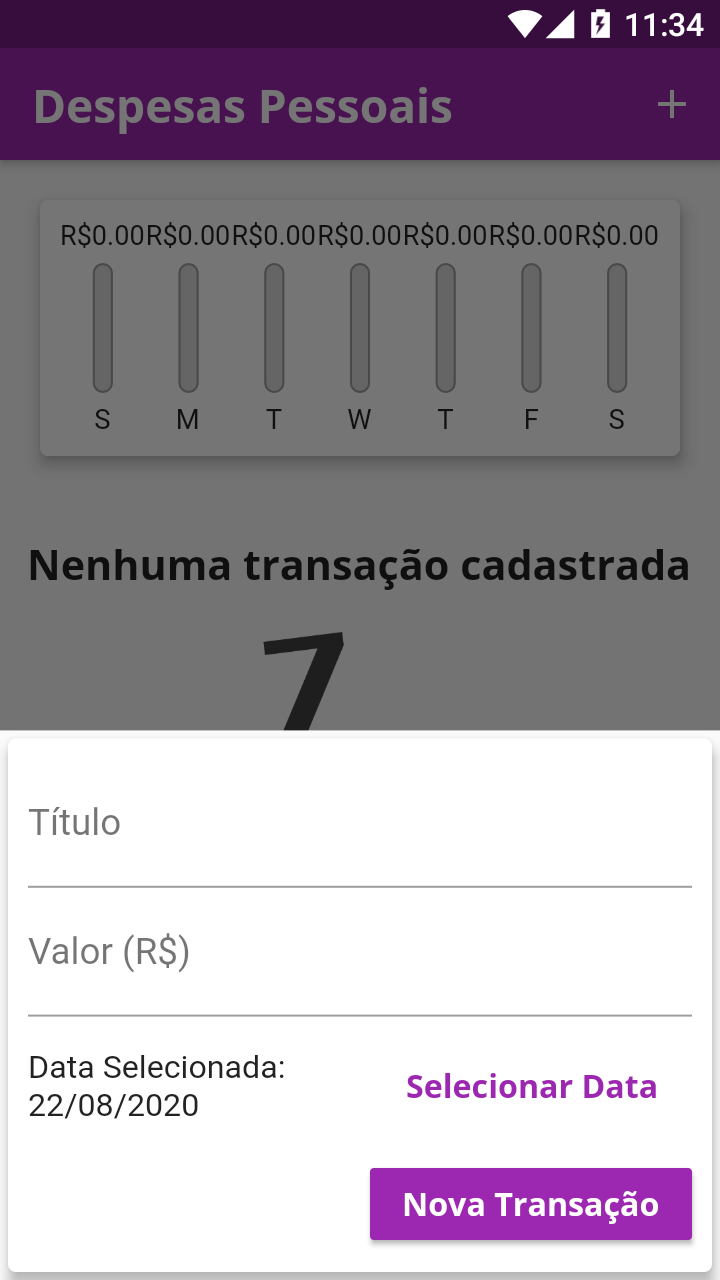 11:34
Despesas Pessoais +
R$0.00 R$0.00 R$0.00 R$0.00 R$0.00 R$0.00 R$0.00
S M T W T F S
Nenhuma transação cadastrada
Título
Valor (R$)
Data Selecionada:
22/08/2020
Selecionar Data
Nova Transação